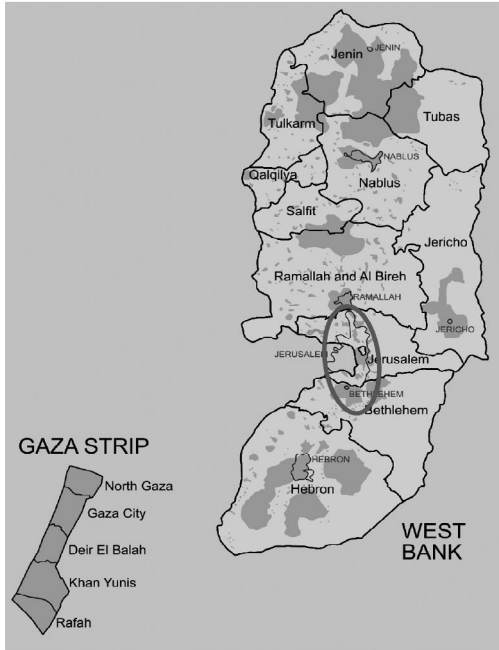 Jenin
JENIN
Tulkarm
Tubas
NABLUS
Qalqilya
Nablus
Salfit
Jericho
Ramallah and Al Bireh
RAMALLAH
JERICHO
JERUSALEM
Jerusalem
BETHLEHEM
Bethlehem
GAZA STRIP
HEBRON
North Gaza
Hebron
Gaza City
WEST
BANK
Deir El Balah
Khan Yunis
Rafah